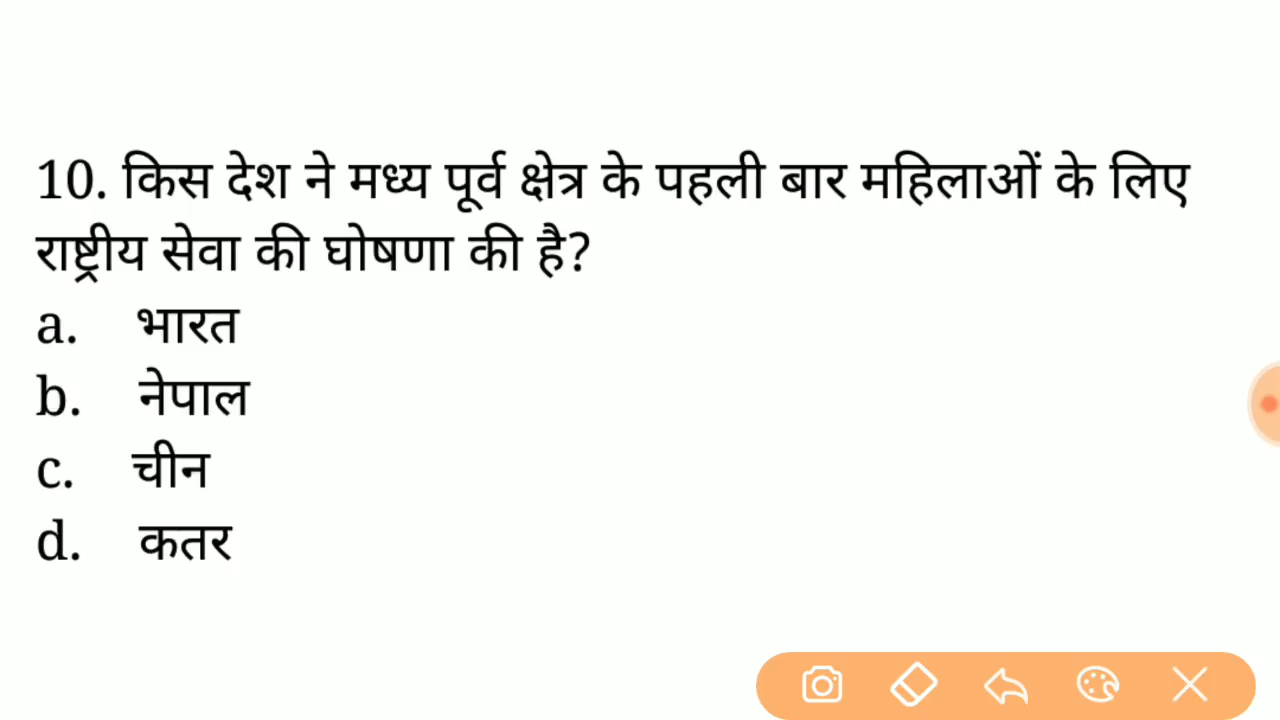 10. किस देश ने मध्य पूर्व क्षेत्र के पहली बार महिलाओं के लिए
राष्ट्रीय सेवा की घोषणा की है?
a. भारत
b. नेपाल
c. चीन
d. कतर